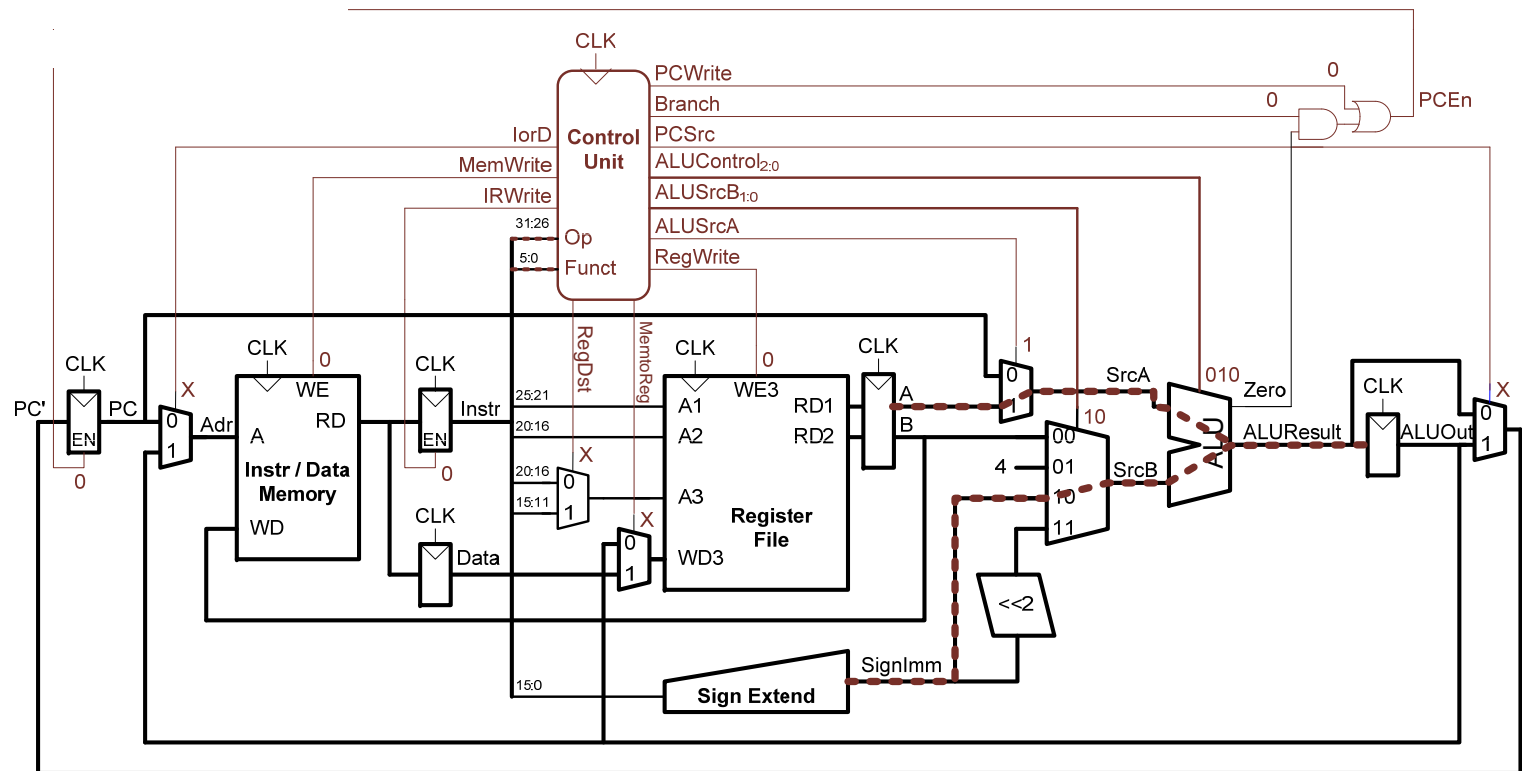 CLK
PCWrite 0
Branch 0
PCEn
IorD Control Unit PCSrc
MemWrite ALUControl2:0
IRWrite ALUSrcB1:0
31:26 Op ALUSrcA
5:0 Funct RegWrite
RegDst
MemtoReg
CLK CLK CLK CLK CLK 1 CLK
0 0
X WE WE3 010 X
PC' PC 0 Adr RD Instr 25:21 A1 RD1 A 0 SrcA Zero 0
EN 1 A EN 20:16 A2 RD2 B 1 10 00 ALU ALUResult ALUOut 1
0 Instr / Data Memory 0 20:16 0 X 4 01 SrcB
15:11 1 A3 10
WD CLK X Register File 11
Data 0 WD3
1
<<2
SignImm
15:0 Sign Extend